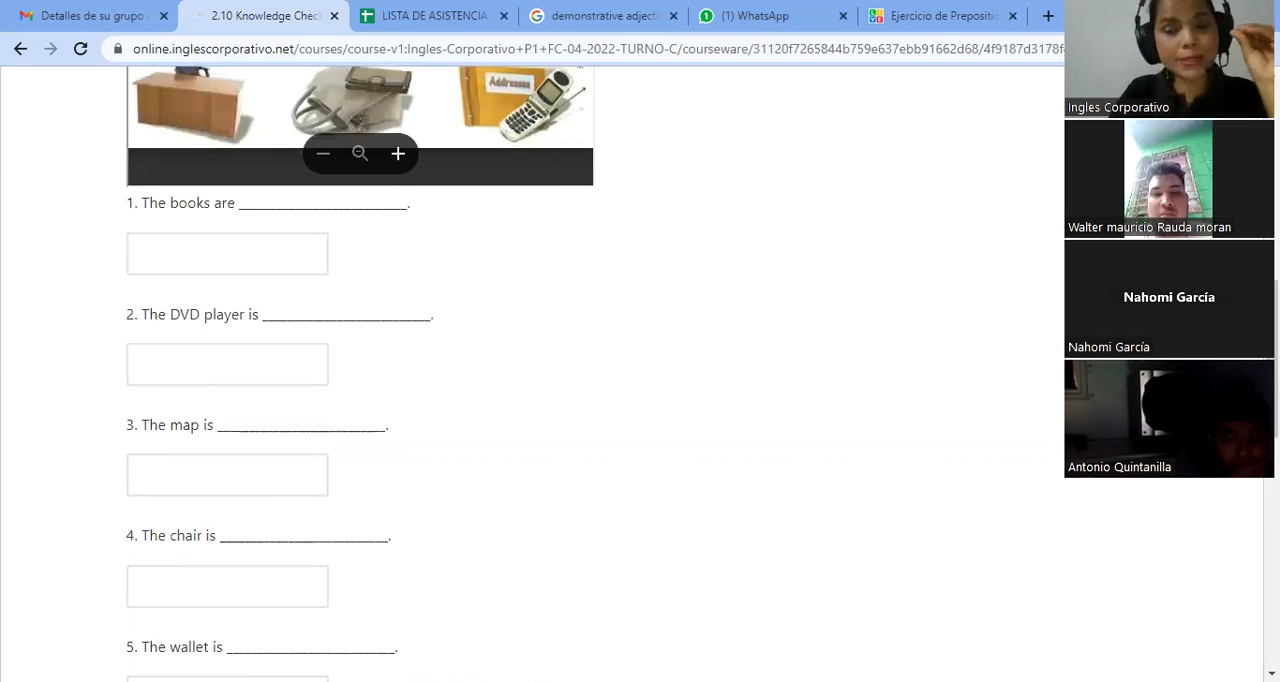 Detalles de su grupo
2.10 Knowledge Chec
LISTA DE ASISTENCIA
demonstrative adjecti
(1) WhatsApp
Ejercicio de Prepositio
online.inglescorporativo.net/courses/course-v1:Ingles-Corporativo+P1+FC-04-2022-TURNO-C/courseware/31120f7265844b759e637ebb91662d68/4f9187d3178f
Addresses
1. The books are ________________________.
2. The DVD player is ________________________.
3. The map is ________________________.
4. The chair is ________________________.
5. The wallet is ________________________.
Ingles Corporativo
Walter mauricio Rauda moran
Nahomi García
Nahomi García
Antonio Quintanilla